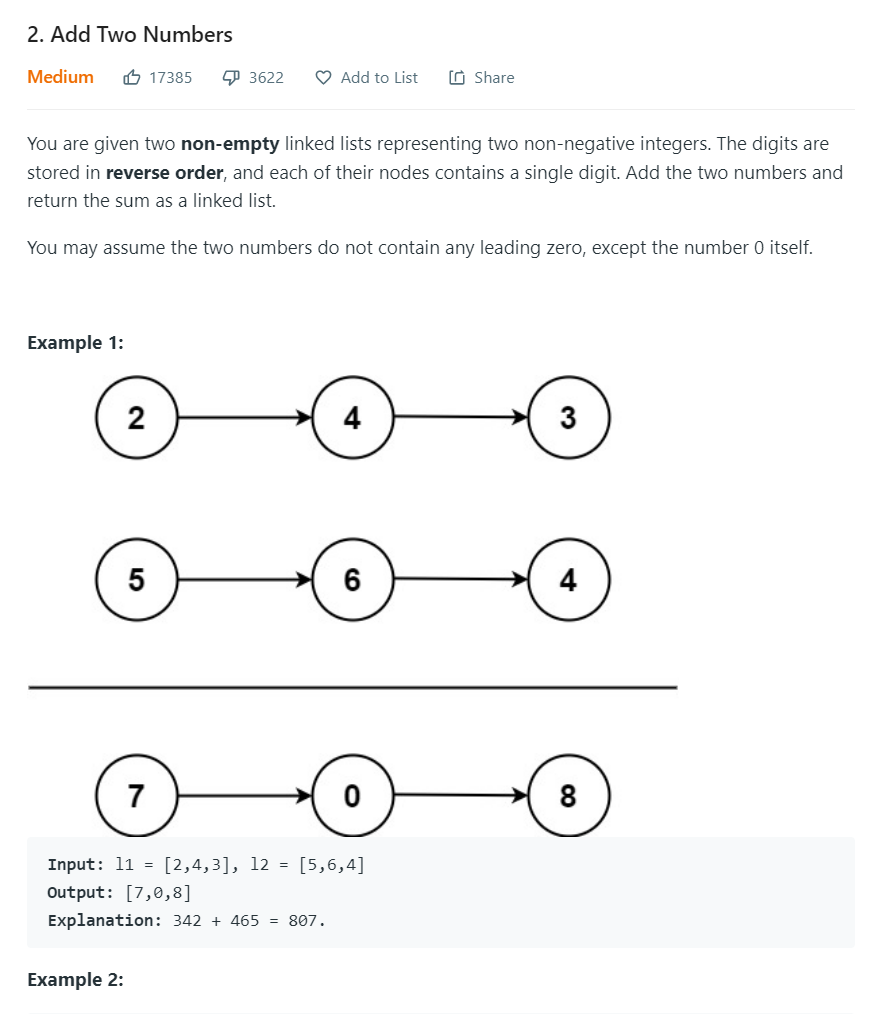 2. Add Two Numbers
Medium 17385 3622 Add to List Share
You are given two non-empty linked lists representing two non-negative integers. The digits are
stored in reverse order, and each of their nodes contains a single digit. Add the two numbers and
return the sum as a linked list.
You may assume the two numbers do not contain any leading zero, except the number 0 itself.
Example 1:
2 4 3
5 6 4
7 0 8
Input: l1 = [2,4,3], l2 = [5,6,4]
Output: [7,0,8]
Explanation: 342 + 465 = 807.
Example 2: